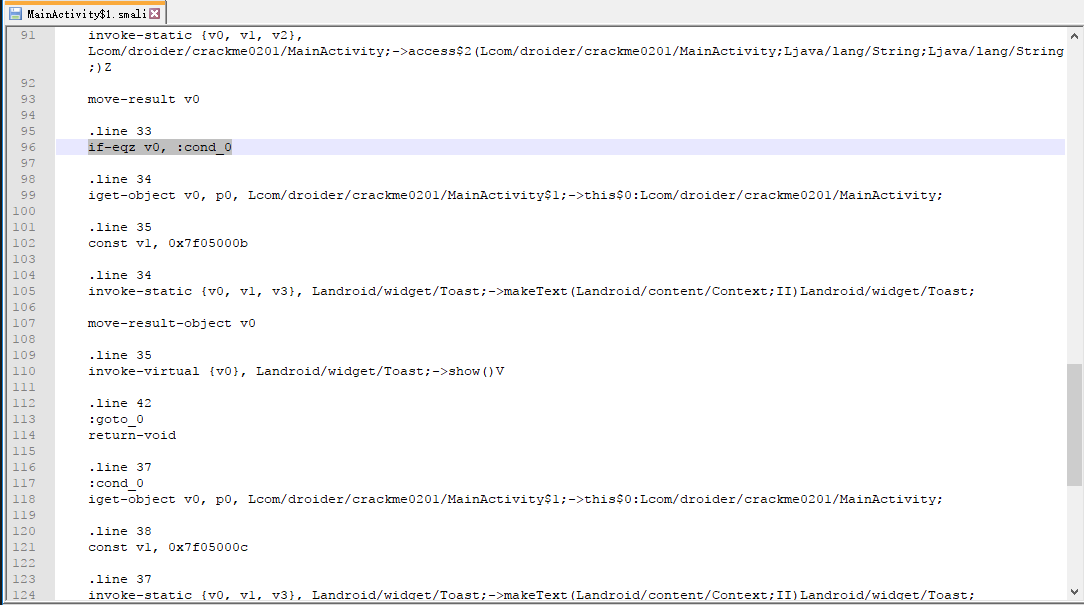 MainActivity$1.smali
91 invoke-static {v0, v1, v2},
Lcom/droider/crackme0201/MainActivity;->access$2(Lcom/droider/crackme0201/MainActivity;Ljava/lang/String;Ljava/lang/String
;)Z
92
93 move-result v0
94
95 .line 33
96 if-eqz v0, :cond_0
97
98 .line 34
99 iget-object v0, p0, Lcom/droider/crackme0201/MainActivity$1;->this$0:Lcom/droider/crackme0201/MainActivity;
100
101 .line 35
102 const v1, 0x7f05000b
103
104 .line 34
105 invoke-static {v0, v1, v3}, Landroid/widget/Toast;->makeText(Landroid/content/Context;II)Landroid/widget/Toast;
106
107 move-result-object v0
108
109 .line 35
110 invoke-virtual {v0}, Landroid/widget/Toast;->show()V
111
112 .line 42
113 :goto_0
114 return-void
115
116 .line 37
117 :cond_0
118 iget-object v0, p0, Lcom/droider/crackme0201/MainActivity$1;->this$0:Lcom/droider/crackme0201/MainActivity;
119
120 .line 38
121 const v1, 0x7f05000c
122
123 .line 37
124 invoke-static {v0, v1, v3}, Landroid/widget/Toast;->makeText(Landroid/content/Context;II)Landroid/widget/Toast;